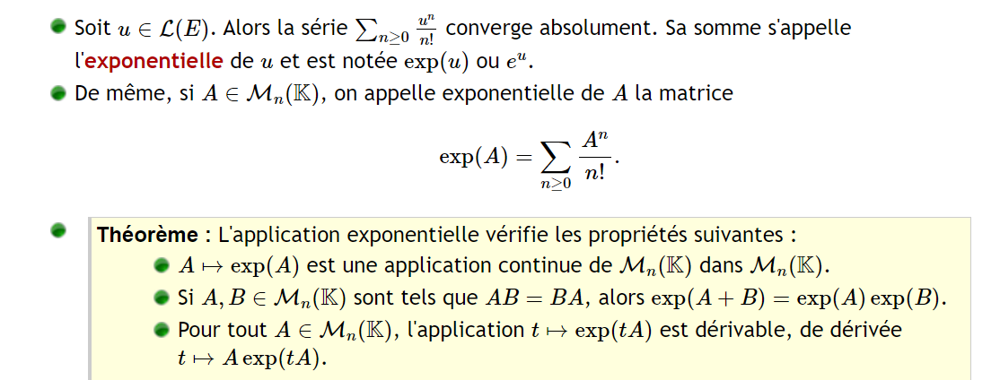 Soit $u \in \mathcal{L}(E)$. Alors la série $\sum_{n\geq 0} \frac{u^n}{n!}$ converge absolument. Sa somme s'appelle
l'exponentielle de $u$ et est notée $\exp(u)$ ou $e^u$.
De même, si $A \in \mathcal{M}_n(\mathbb{K})$, on appelle exponentielle de $A$ la matrice
$\exp(A) = \sum_{n\geq 0} \frac{A^n}{n!}.$
Théorème : L'application exponentielle vérifie les propriétés suivantes :
$A \mapsto \exp(A)$ est une application continue de $\mathcal{M}_n(\mathbb{K})$ dans $\mathcal{M}_n(\mathbb{K})$.
Si $A, B \in \mathcal{M}_n(\mathbb{K})$ sont tels que $AB = BA$, alors $\exp(A + B) = \exp(A)\exp(B)$.
Pour tout $A \in \mathcal{M}_n(\mathbb{K})$, l'application $t \mapsto \exp(tA)$ est dérivable, de dérivée
$t \mapsto A\exp(tA)$.